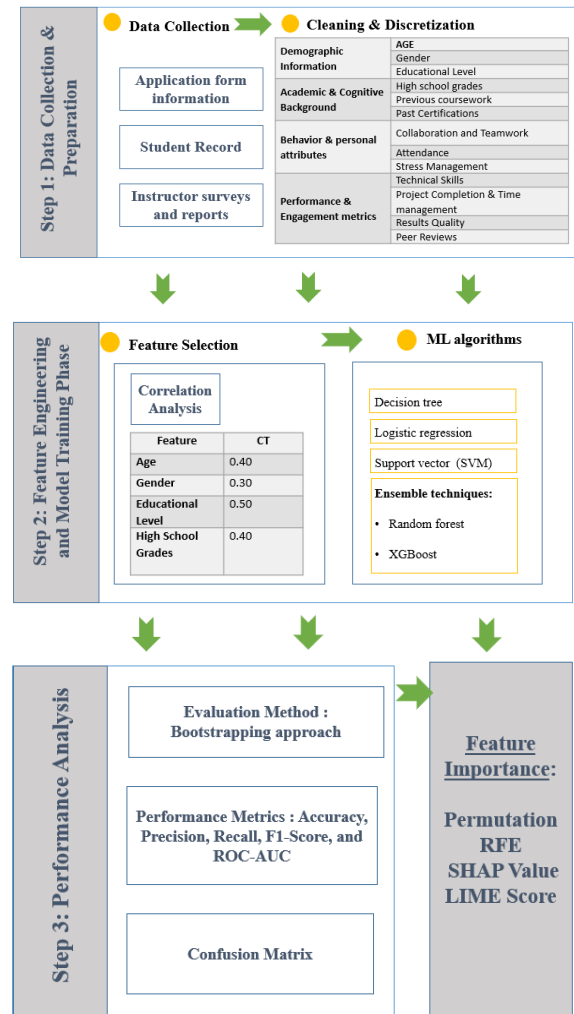 Step 1: Data Collection &
Preparation
Data Collection
Application form
information
Student Record
Instructor surveys
and reports
Cleaning & Discretization
Demographic
Information
AGE
Gender
Educational Level
Academic & Cognitive
Background
High school grades
Previous coursework
Past Certifications
Behavior & personal
attributes
Collaboration and Teamwork
Attendance
Stress Management
Performance &
Engagement metrics
Technical Skills
Project Completion & Time
management
Results Quality
Peer Reviews
Step 2: Feature Engineering
and Model Training Phase
Feature Selection
Correlation
Analysis
Feature CT
Age 0.40
Gender 0.30
Educational 0.50
Level
High School 0.40
Grades
ML algorithms
Decision tree
Logistic regression
Support vector (SVM)
Ensemble techniques:
• Random forest
• XGBoost
Step 3: Performance Analysis
Evaluation Method :
Bootstrapping approach
Performance Metrics : Accuracy,
Precision, Recall, F1-Score, and
ROC-AUC
Confusion Matrix
Feature
Importance:
Permutation
RFE
SHAP Value
LIME Score